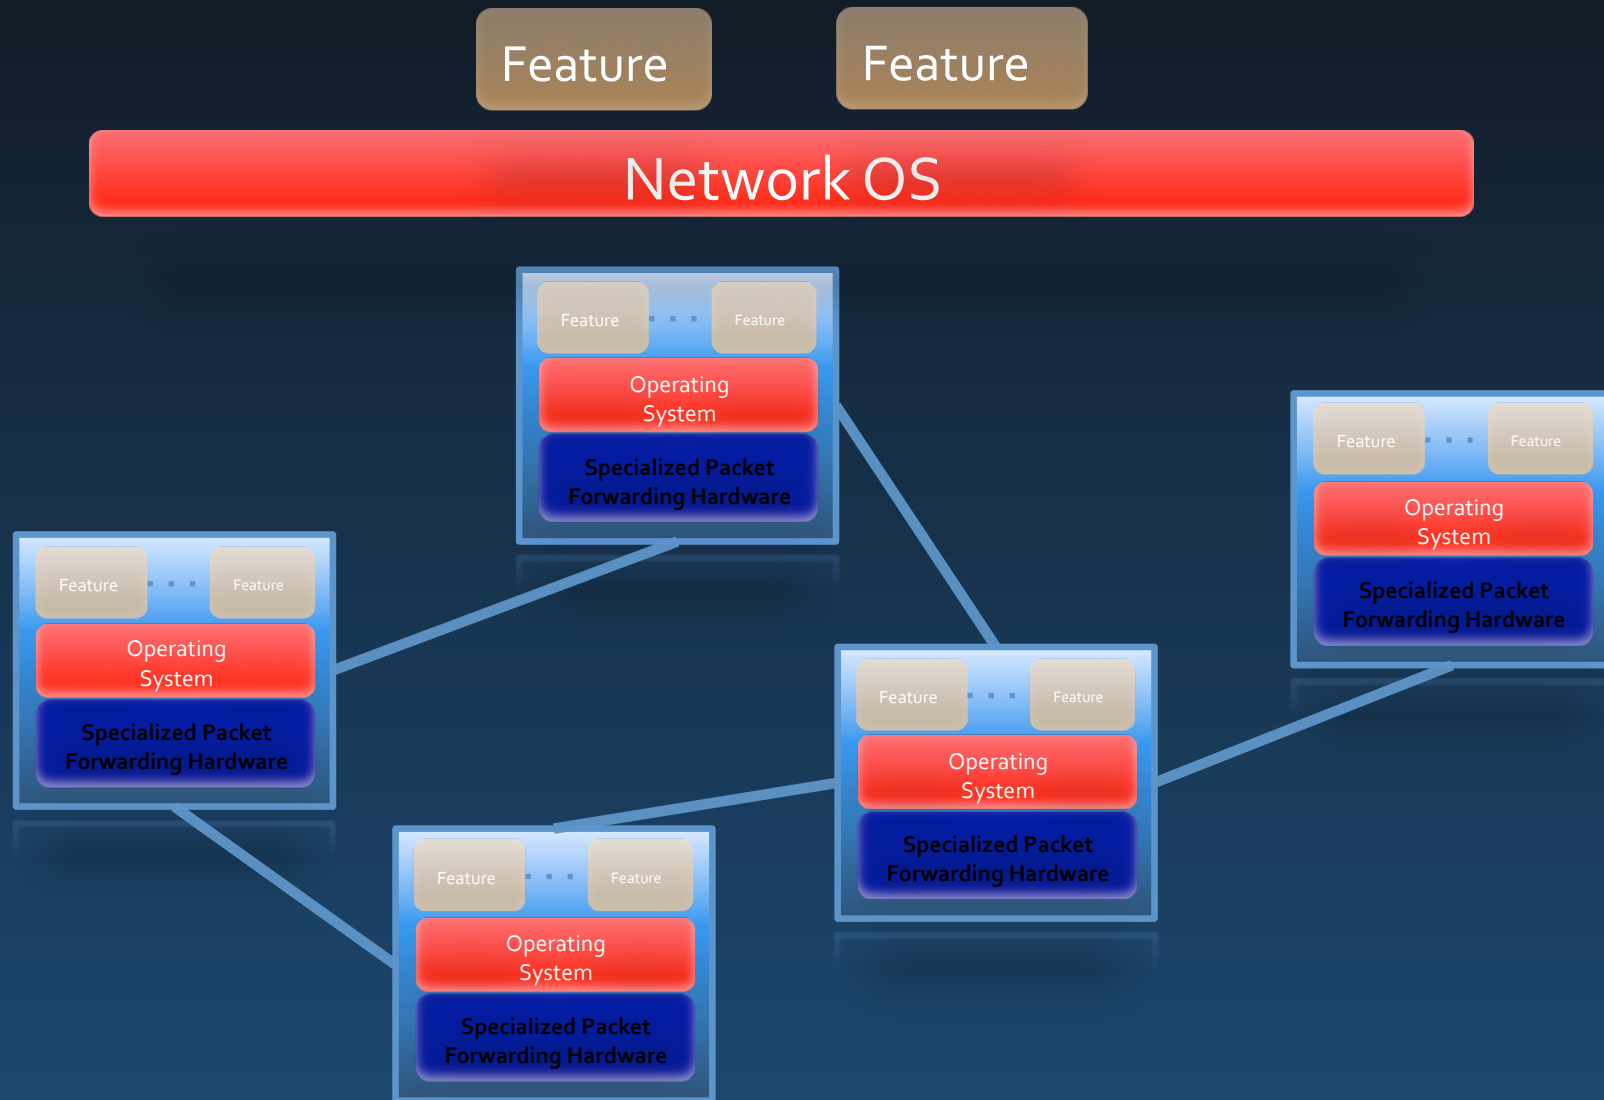 Feature
Feature
Network OS
Feature
. . .
Feature
Operating
System
Specialized Packet
Forwarding Hardware
Feature
. . .
Feature
Operating
System
Specialized Packet
Forwarding Hardware
Feature
. . .
Feature
Operating
System
Specialized Packet
Forwarding Hardware
Feature
. . .
Feature
Operating
System
Specialized Packet
Forwarding Hardware
Feature
. . .
Feature
Operating
System
Specialized Packet
Forwarding Hardware